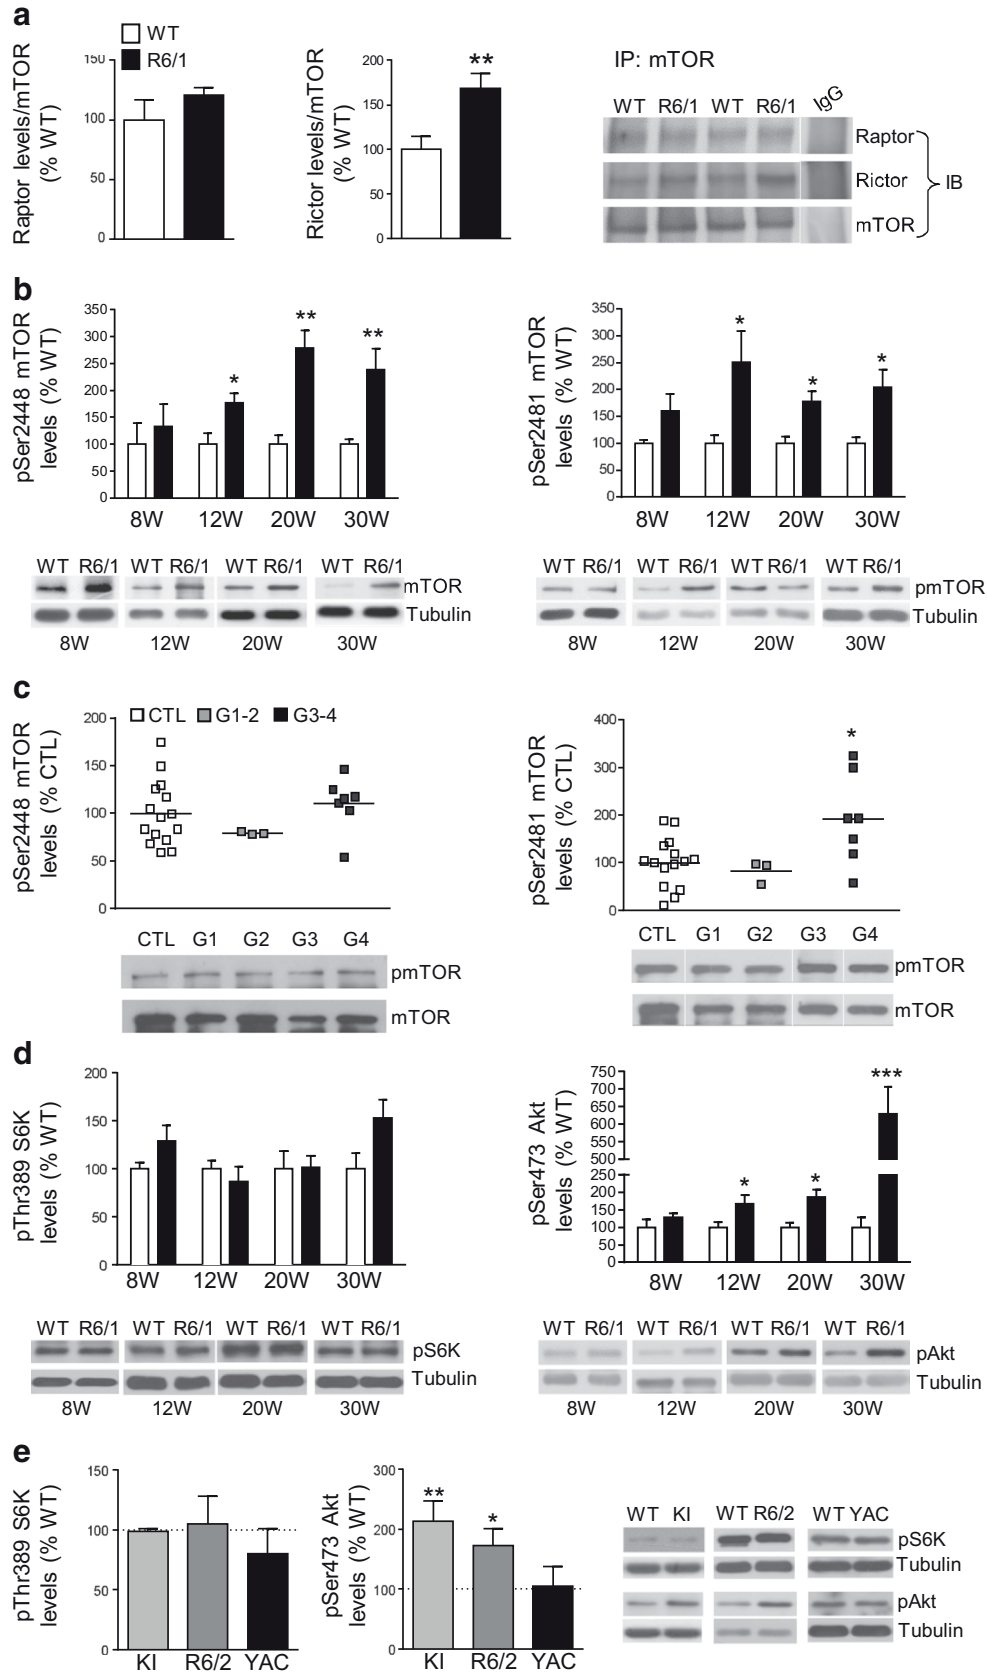 a
WT
R6/1
Raptor levels/mTOR
(% WT)
150
100
50
0
Rictor levels/mTOR
(% WT)
200
150
100
50
0
**
IP: mTOR
WT R6/1 WT R6/1 IgG
Raptor
Rictor
mTOR
IB
b
pSer2448 mTOR
levels (% WT)
350
300
250
200
150
100
50
0
*
**
**
8W 12W 20W 30W
WT R6/1 WT R6/1 WT R6/1 WT R6/1
mTOR
Tubulin
8W 12W 20W 30W
pSer2481 mTOR
levels (% WT)
350
300
250
200
150
100
50
0
*
*
*
8W 12W 20W 30W
WT R6/1 WT R6/1 WT R6/1 WT R6/1
pmTOR
Tubulin
8W 12W 20W 30W
c
CTL G1-2 G3-4
pSer2448 mTOR
levels (% CTL)
200
150
100
50
0
CTL G1 G2 G3 G4
pmTOR
mTOR
pSer2481 mTOR
levels (% CTL)
400
300
200
100
0
*
CTL G1 G2 G3 G4
pmTOR
mTOR
d
pThr389 S6K
levels (% WT)
200
150
100
50
0
8W 12W 20W 30W
WT R6/1 WT R6/1 WT R6/1 WT R6/1
pS6K
Tubulin
8W 12W 20W 30W
pSer473 Akt
levels (% WT)
750
700
650
600
550
500
250
200
150
100
50
0
*
*
***
8W 12W 20W 30W
WT R6/1 WT R6/1 WT R6/1 WT R6/1
pAkt
Tubulin
8W 12W 20W 30W
e
pThr389 S6K
levels (% WT)
150
100
50
0
KI R6/2 YAC
pSer473 Akt
levels (% WT)
300
200
100
0
**
*
KI R6/2 YAC
WT KI WT R6/2 WT YAC
pS6K
Tubulin
pAkt
Tubulin